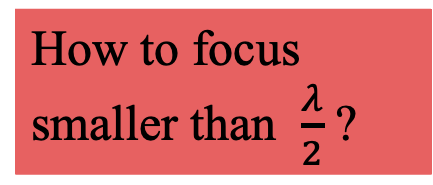 How to focus
smaller than λ/2 ?